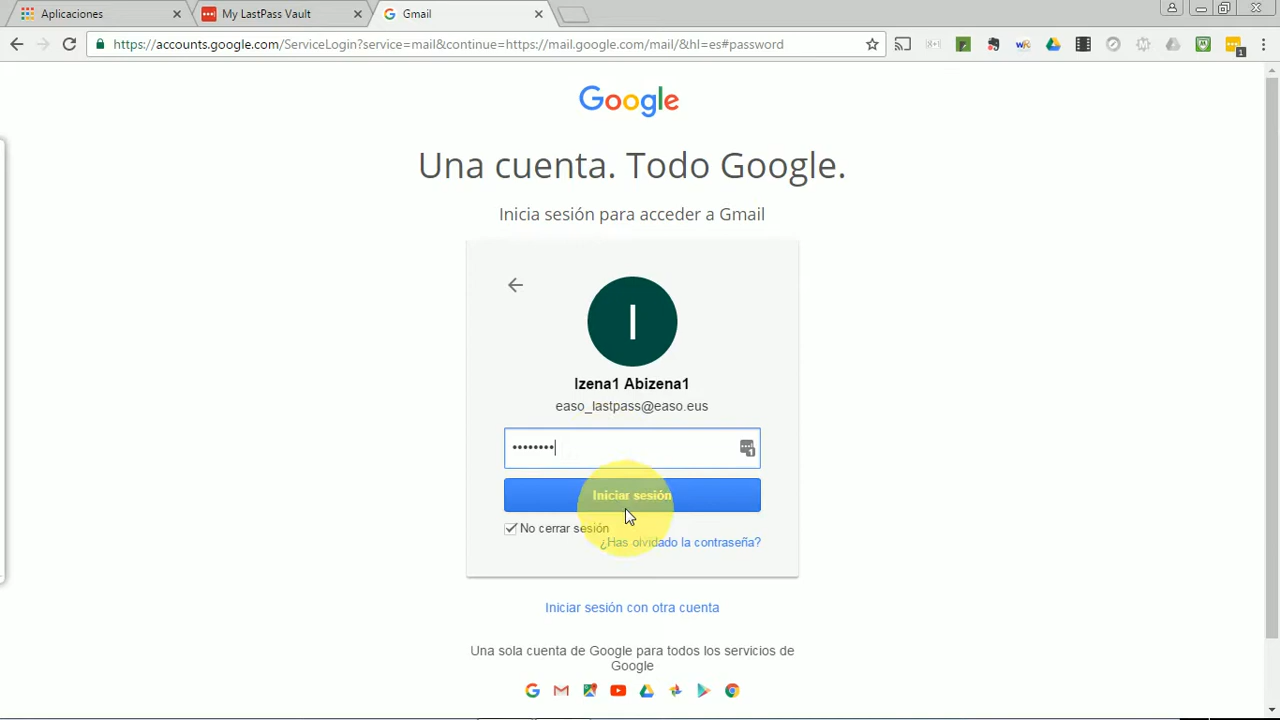 Aplicaciones
My LastPass Vault
Gmail
https://accounts.google.com/ServiceLogin?service=mail&continue=https://mail.google.com/mail/&hl=es#password
1
Google
Una cuenta. Todo Google.
Inicia sesión para acceder a Gmail
I
Izena1 Abizena1
easo_lastpass@easo.eus
••••••••
1
Iniciar sesión
No cerrar sesión
¿Has olvidado la contraseña?
Iniciar sesión con otra cuenta
Una sola cuenta de Google para todos los servicios de
Google